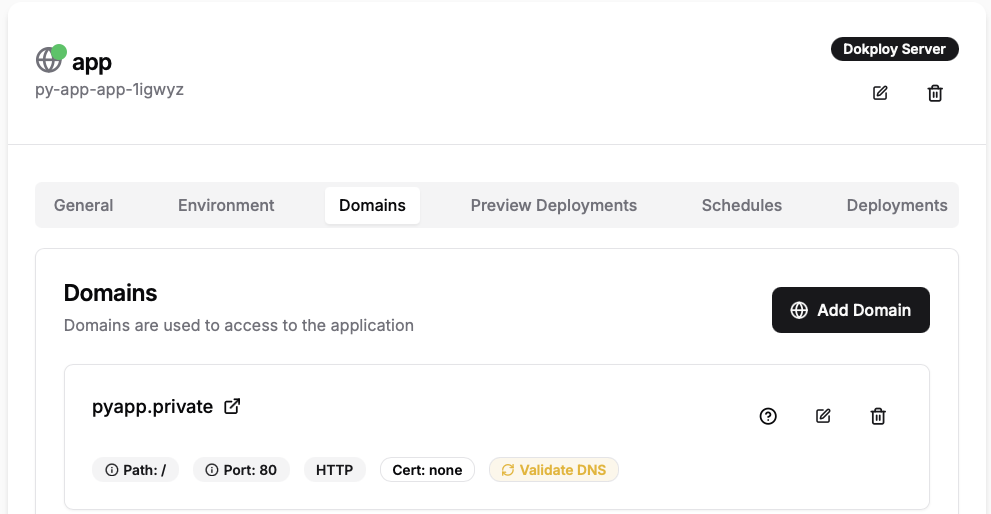 app
Dokploy Server
py-app-app-1igwyz
General Environment Domains Preview Deployments Schedules Deployments
Domains
Domains are used to access to the application
Add Domain
pyapp.private
Path: / Port: 80 HTTP Cert: none Validate DNS